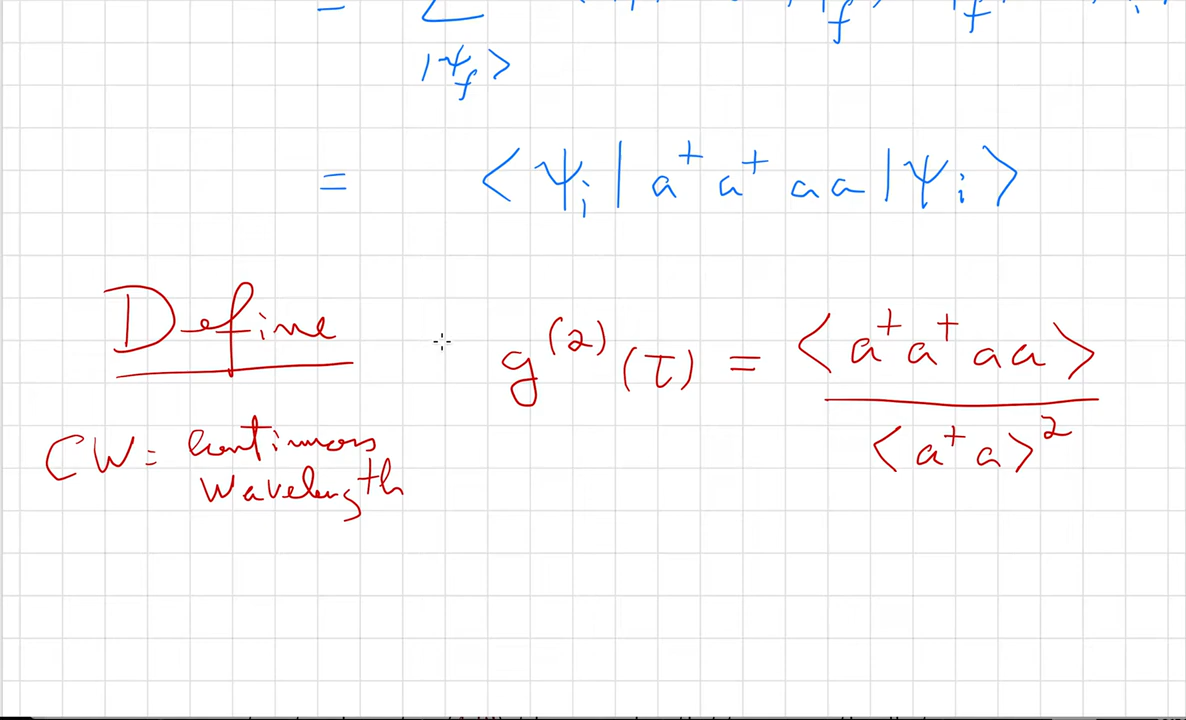 = Σ
|ψ_f>
= <ψ_i| a⁺ a⁺ a a |ψ_i>
Define g^(2) (τ) = <a⁺ a⁺ a a> / <a⁺ a>²
CW = continuous
wavelength